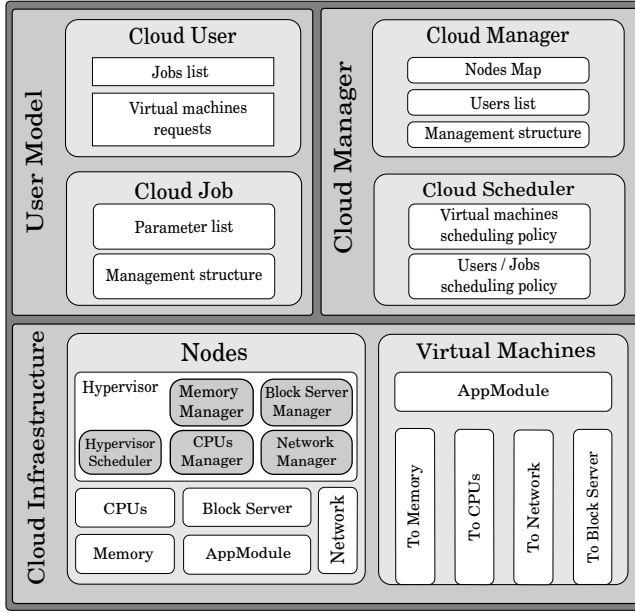 User Model
Cloud User
Jobs list
Virtual machines
requests
Cloud Job
Parameter list
Management structure
Cloud Manager
Cloud Manager
Nodes Map
Users list
Management structure
Cloud Scheduler
Virtual machines
scheduling policy
Users / Jobs
scheduling policy
Cloud Infraestructure
Nodes
Hypervisor
Memory
Manager
Block Server
Manager
Hypervisor
Scheduler
CPUs
Manager
Network
Manager
CPUs
Block Server
Network
Memory
AppModule
Virtual Machines
AppModule
To Memory
To CPUs
To Network
To Block Server